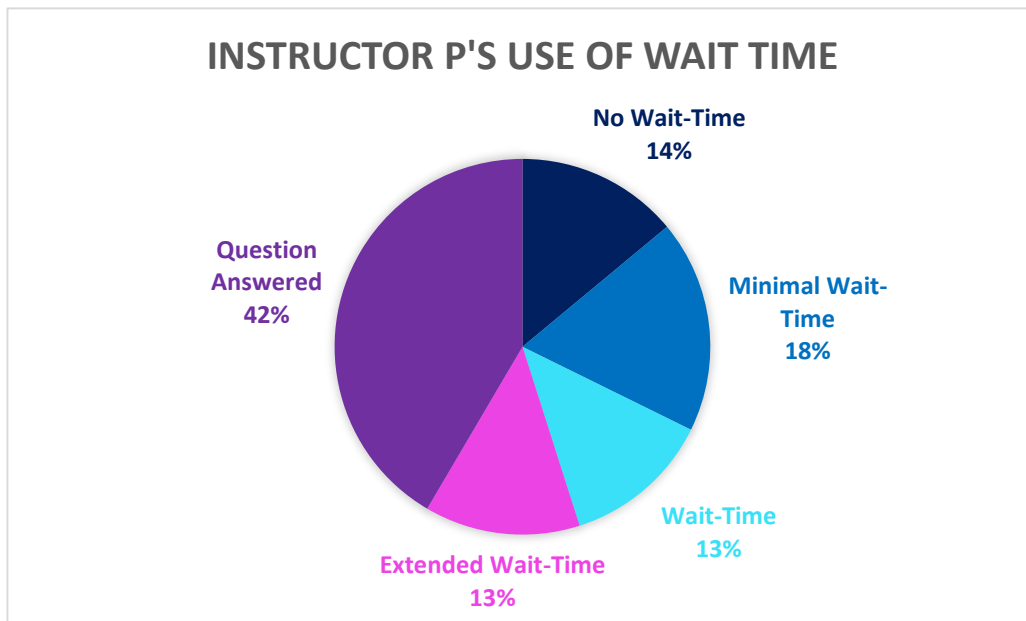 INSTRUCTOR P'S USE OF WAIT TIME
No Wait-Time
14%
Minimal Wait-
Time
18%
Wait-Time
13%
Extended Wait-Time
13%
Question
Answered
42%